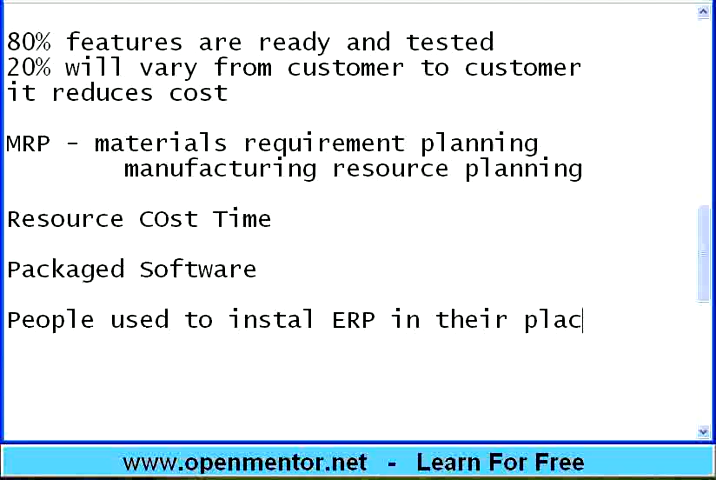 80% features are ready and tested
20% will vary from customer to customer
it reduces cost
MRP - materials requirement planning
manufacturing resource planning
Resource COst Time
Packaged Software
People used to instal ERP in their plac
www.openmentor.net - Learn For Free